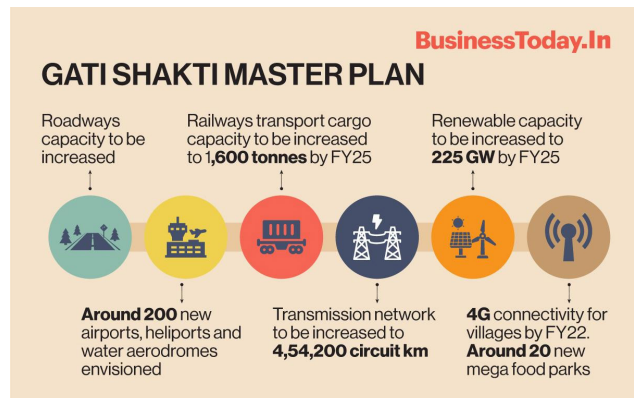 BusinessToday.In
GATI SHAKTI MASTER PLAN
Roadways
capacity to be
increased
Railways transport cargo
capacity to be increased
to 1,600 tonnes by FY25
Renewable capacity
to be increased to
225 GW by FY25
Around 200 new
airports, heliports and
water aerodromes
envisioned
Transmission network
to be increased to
4,54,200 circuit km
4G connectivity for
villages by FY22.
Around 20 new
mega food parks